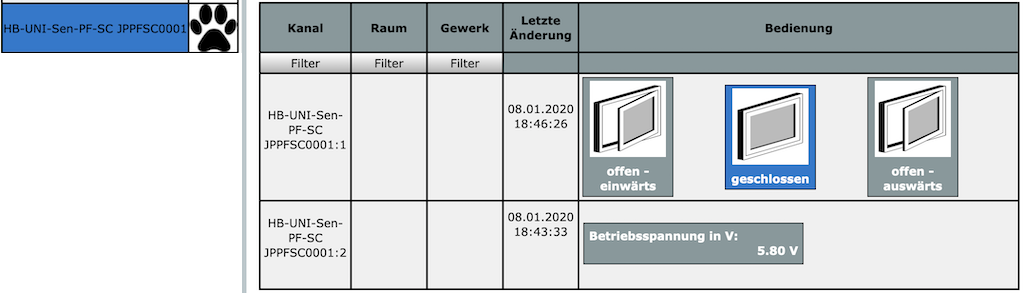 HB-UNI-Sen-PF-SC JPPFSC0001
Kanal
Raum
Gewerk
Letzte
Änderung
Bedienung
Filter
Filter
Filter
HB-UNI-Sen-
PF-SC
JPPFSC0001:1
08.01.2020
18:46:26
offen -
einwärts
geschlossen
offen -
auswärts
HB-UNI-Sen-
PF-SC
JPPFSC0001:2
08.01.2020
18:43:33
Betriebsspannung in V:
5.80 V